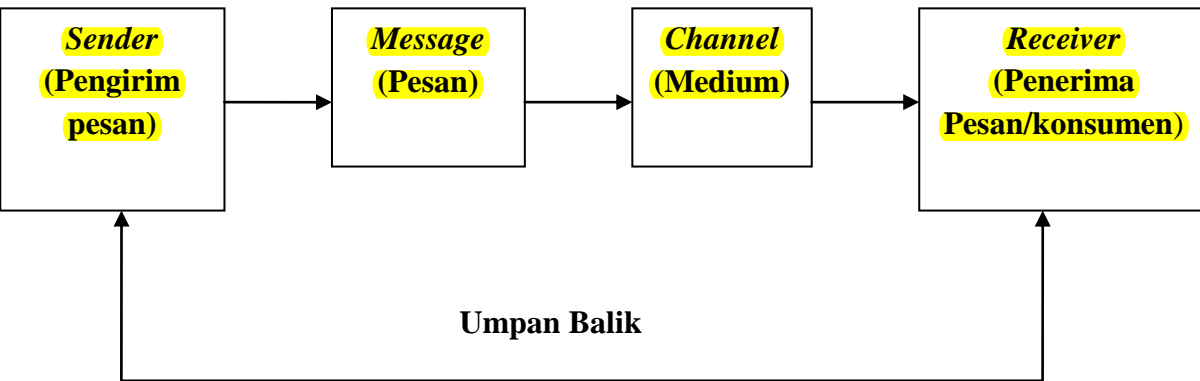 Sender
(Pengirim
pesan)
Message
(Pesan)
Channel
(Medium)
Receiver
(Penerima
Pesan/konsumen)
Umpan Balik